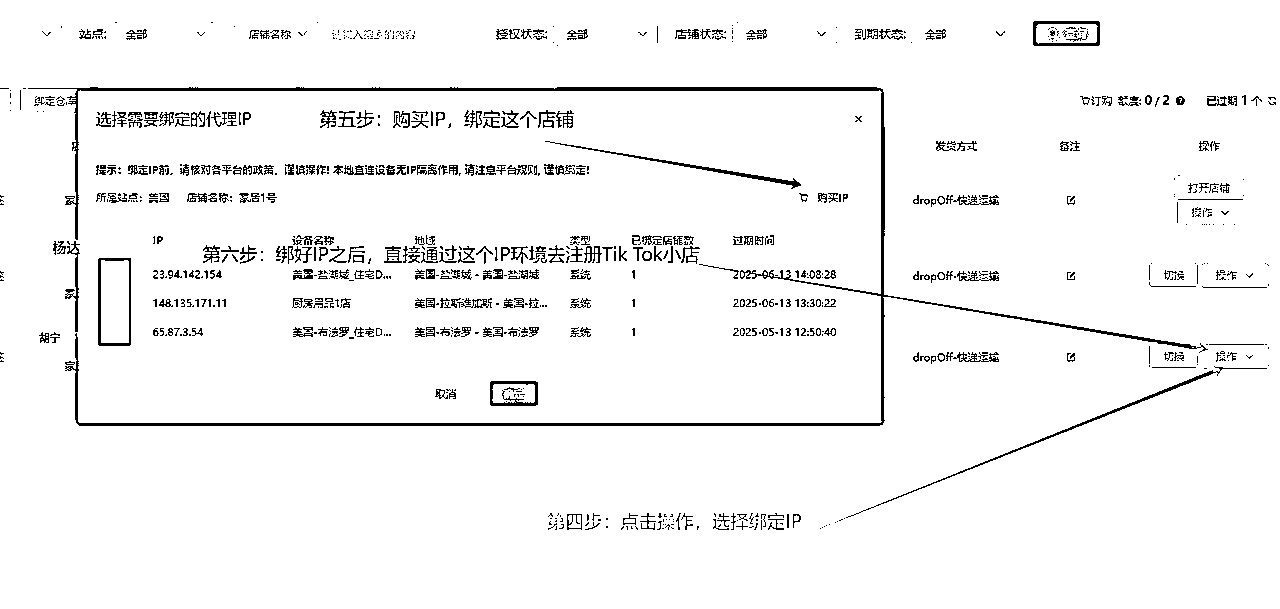 站点: 全部 店铺名称 请输入搜索的内容 授权状态: 全部 店铺状态: 全部 到期状态: 全部
绑定仓库
订购 额度: 0 / 2 已过期 1 个
选择需要绑定的代理IP
第五步：购买IP，绑定这个店铺
发货方式 备注 操作
提示: 绑定IP前, 请核对各平台的政策, 谨慎操作! 本地直连设备无IP隔离作用, 请注意平台规则, 谨慎绑定!
打开店铺
所属站点: 美国 店铺名称: 家居1号 购买IP
dropOff-快递运输
操作
IP 设备名称 地域 类型 已绑定店铺数 过期时间
杨达
第六步：绑好IP之后，直接通过这个IP环境去注册Tik Tok小店
23.94.142.154 美国-盐湖城_住宅D... 美国-盐湖城 - 美国-盐湖城 系统 1 2025-06-13 14:08:28
dropOff-快递运输 切换 操作
148.135.171.11 厨房用品1店 美国-拉斯维加斯 - 美国-拉... 系统 1 2025-06-13 13:30:22
65.87.3.54 美国-布法罗_住宅D... 美国-布法罗 - 美国-布法罗 系统 1 2025-05-13 12:50:40
胡宁
dropOff-快递运输 切换 操作
取消
第四步：点击操作，选择绑定IP